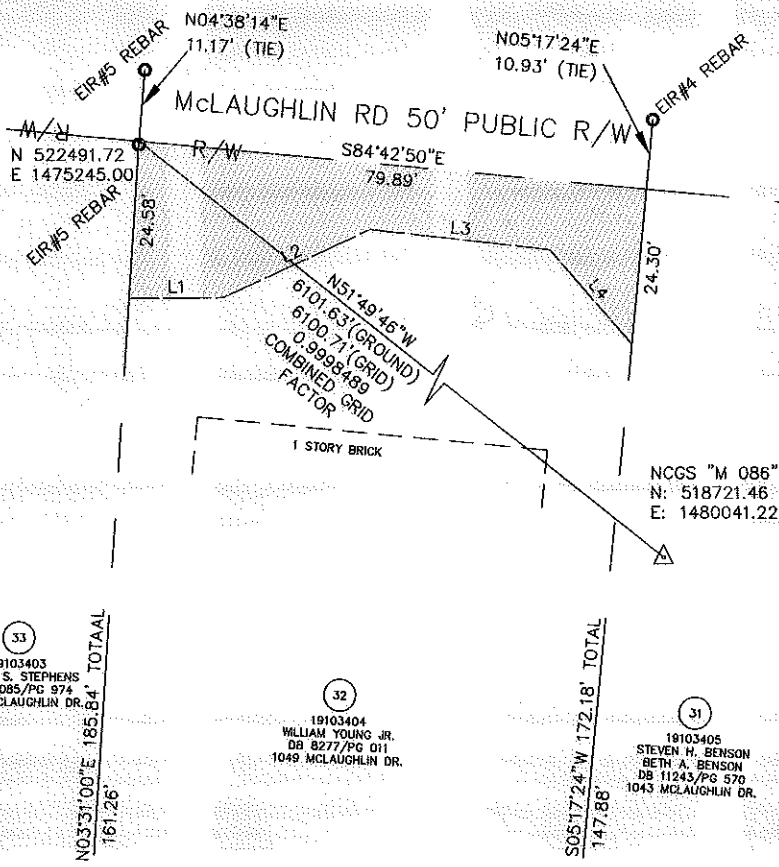 N04°38'14"E
11.17' (TIE)
EIR#5 REBAR
N05°17'24"E
10.93' (TIE)
EIR#4 REBAR
McLAUGHLIN RD 50' PUBLIC R/W
R/W
R/W
N 522491.72
E 1475245.00
S84°42'50"E
79.89'
EIR#5 REBAR
24.58'
24.30'
L1
L2
L3
L4
N51°49'46"W
6101.63'(GROUND)
6100.71'(GRID)
0.9998489
COMBINED GRID
FACTOR
1 STORY BRICK
NCGS "M 086"
N: 518721.46
E: 1480041.22
33
9103403
S. STEPHENS
085/PG 974
CLAUGHLIN DR.
N03°31'00"E 185.84' TOTAAL
161.26'
32
19103404
WILLIAM YOUNG JR.
DB 8277/PG 011
1049 MCLAUGHLIN DR.
S05°17'24"W 172.18' TOTAL
147.88'
31
19103405
STEVEN H. BENSON
BETH A. BENSON
DB 11243/PG 570
1043 MCLAUGHLIN DR.